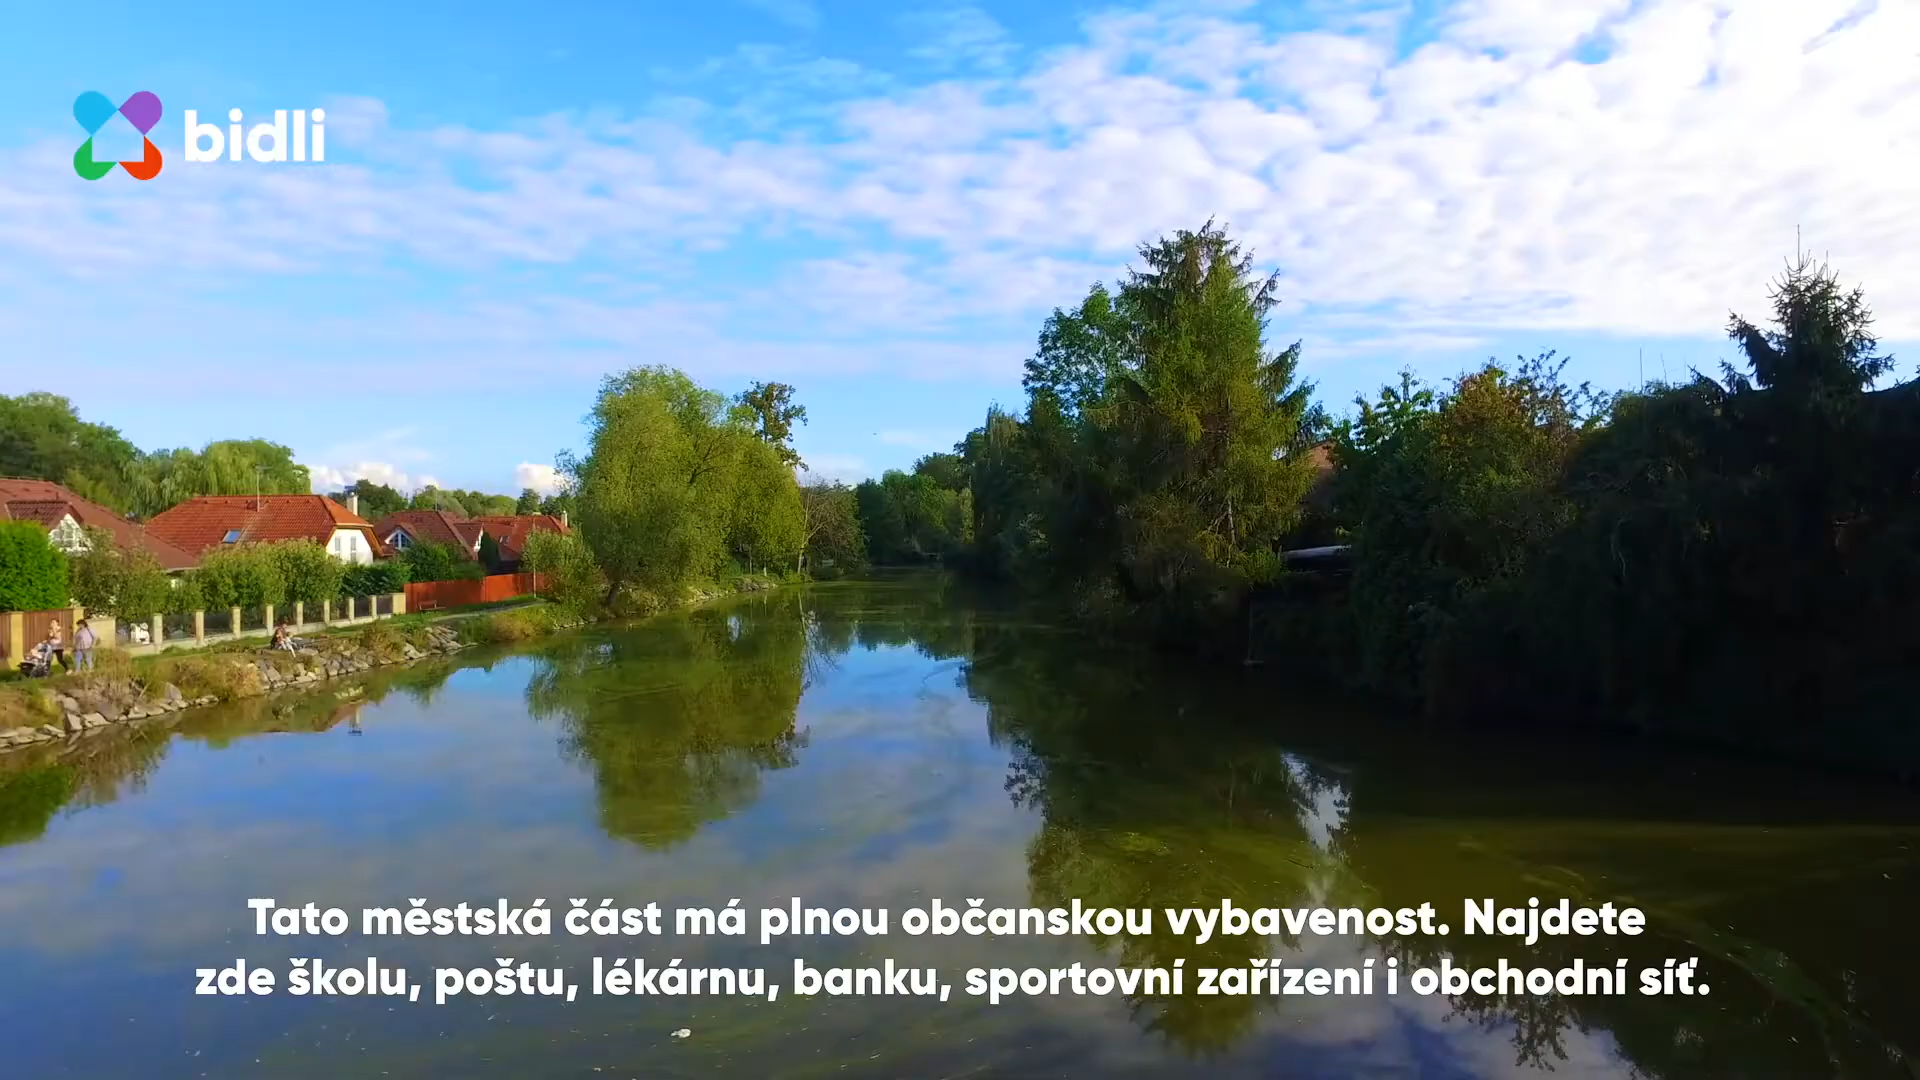 bidli
Tato městská část má plnou občanskou vybavenost. Najdete
zde školu, poštu, lékárnu, banku, sportovní zařízení i obchodní síť.